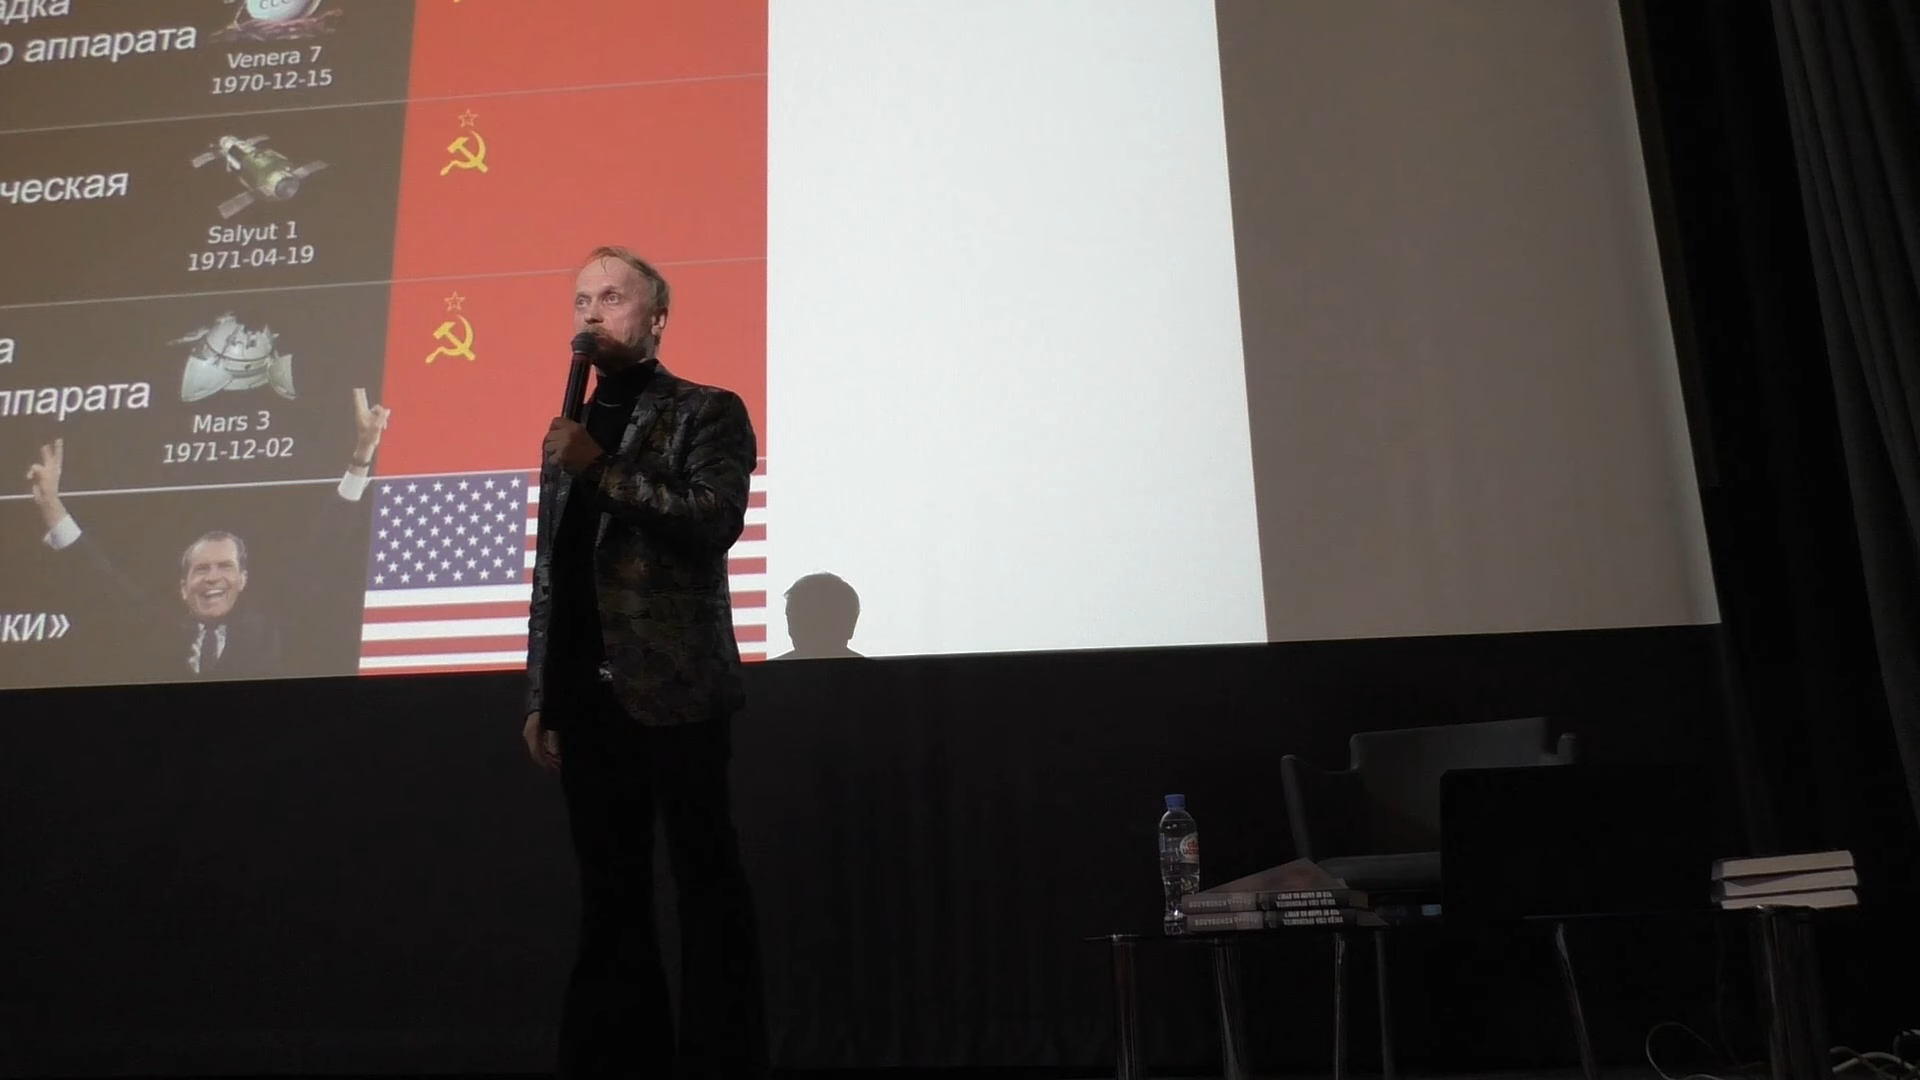 адка
о аппарата
Venera 7
1970-12-15
ческая
Salyut 1
1971-04-19
а
ппарата
Mars 3
1971-12-02
ки»